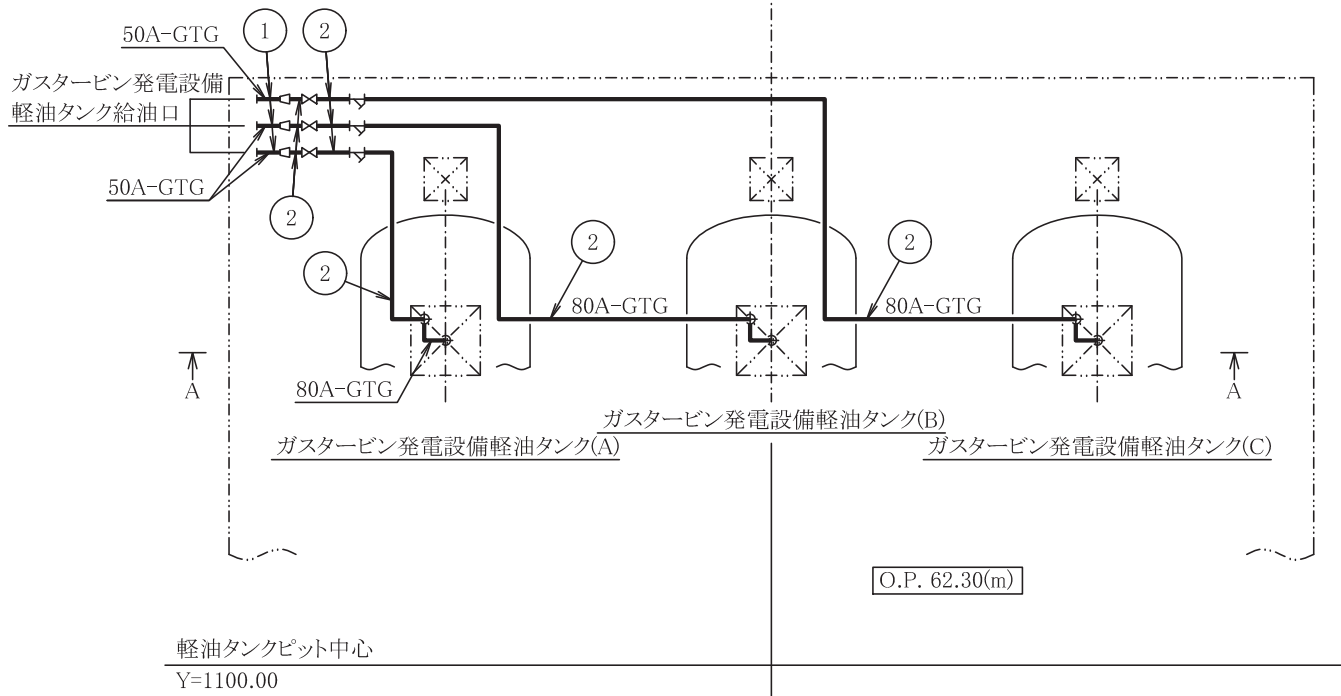 50A-GTG
1
2
ガスタービン発電設備
軽油タンク給油口
50A-GTG
2
2
2
2
80A-GTG
80A-GTG
80A-GTG
A
A
ガスタービン発電設備軽油タンク(B)
ガスタービン発電設備軽油タンク(A)
ガスタービン発電設備軽油タンク(C)
O.P. 62.30(m)
軽油タンクピット中心
Y=1100.00